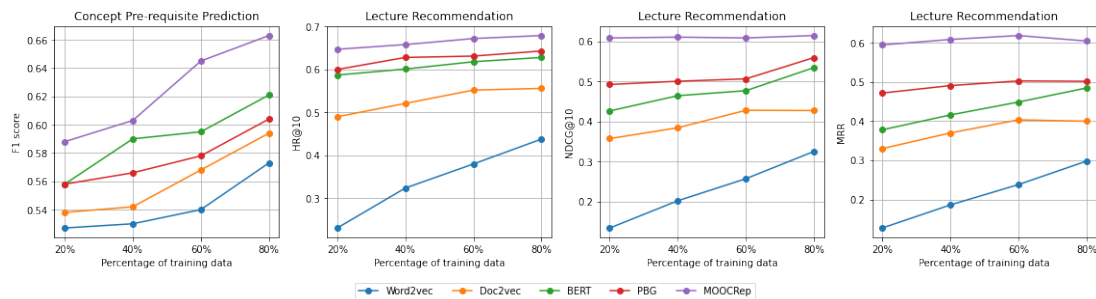 Concept Pre-requisite Prediction
F1 score
0.66
0.64
0.62
0.60
0.58
0.56
0.54
20% 40% 60% 80%
Percentage of training data
Lecture Recommendation
HR@10
0.7
0.6
0.5
0.4
0.3
20% 40% 60% 80%
Percentage of training data
Lecture Recommendation
NDCG@10
0.6
0.5
0.4
0.3
0.2
20% 40% 60% 80%
Percentage of training data
Lecture Recommendation
MRR
0.6
0.5
0.4
0.3
0.2
20% 40% 60% 80%
Percentage of training data
Word2vec Doc2vec BERT PBG MOOCRep